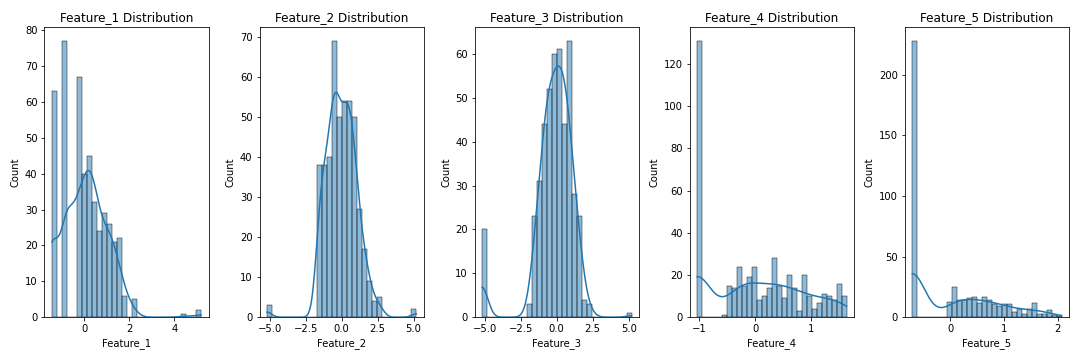 Feature_1 Distribution
80
70
60
50
40
30
20
10
0
Count
0 2 4
Feature_1
Feature_2 Distribution
70
60
50
40
30
20
10
0
Count
−5.0 −2.5 0.0 2.5 5.0
Feature_2
Feature_3 Distribution
60
50
40
30
20
10
0
Count
−5.0 −2.5 0.0 2.5 5.0
Feature_3
Feature_4 Distribution
120
100
80
60
40
20
0
Count
−1 0 1
Feature_4
Feature_5 Distribution
200
150
100
50
0
Count
0 1 2
Feature_5